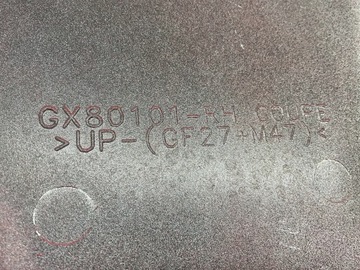 GX80101-RH COUPE
>UP-(GF27+M47)<